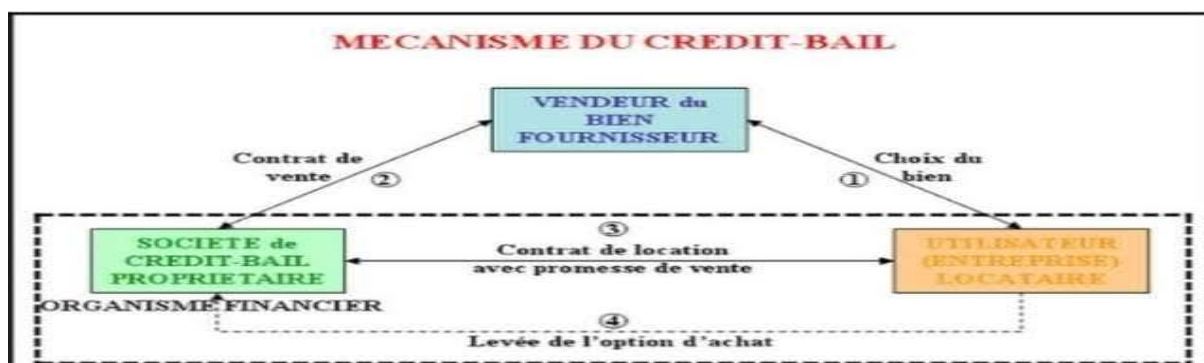 MECANISME DU CREDIT-BAIL
VENDEUR du
BIEN
FOURNISSEUR
Contrat de
vente
②
①
Choix du
bien
SOCIETE de
CREDIT-BAIL
PROPRIETAIRE
ORGANISME FINANCIER
③
Contrat de location
avec promesse de vente
UTILISATEUR
(ENTREPRISE)
LOCATAIRE
④
Levée de l'option d'achat